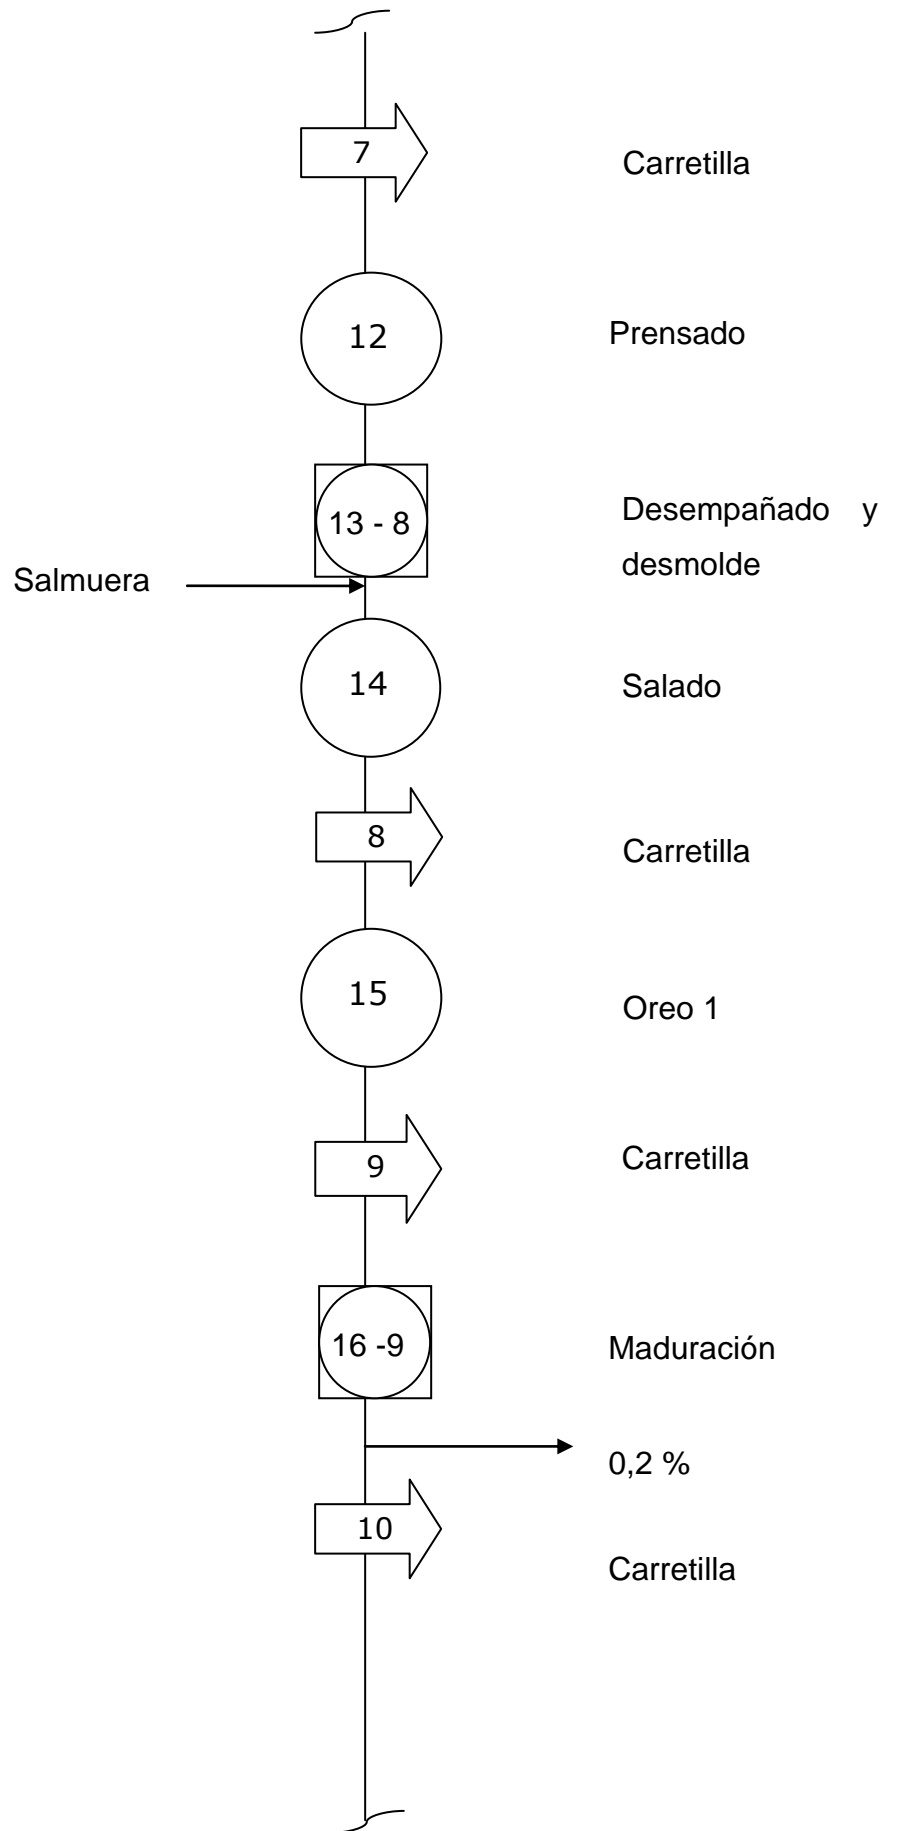 7
Carretilla
12
Prensado
13 - 8
Desempañado y
desmolde
Salmuera
14
Salado
8
Carretilla
15
Oreo 1
9
Carretilla
16 -9
Maduración
0,2 %
10
Carretilla